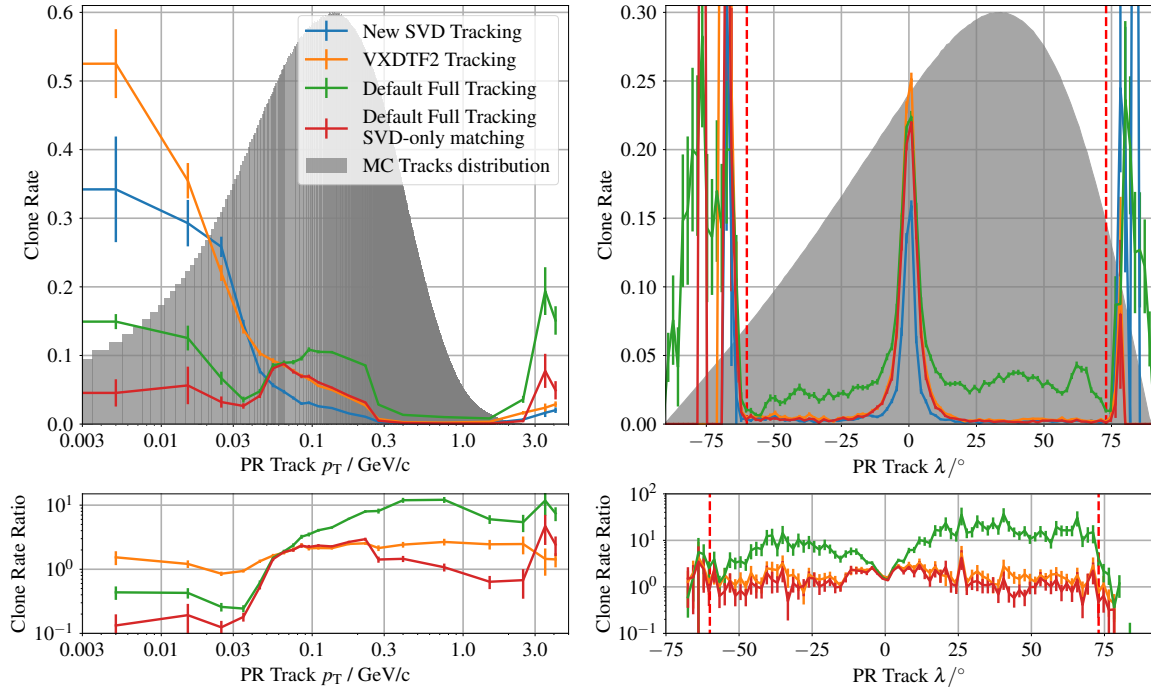 0.6
0.5
0.4
0.3
0.2
0.1
0.0
Clone Rate
New SVD Tracking
VXDTF2 Tracking
Default Full Tracking
Default Full Tracking
SVD-only matching
MC Tracks distribution
0.003 0.01 0.03 0.1 0.3 1.0 3.0
PR Track pT / GeV/c
0.30
0.25
0.20
0.15
0.10
0.05
0.00
Clone Rate
−75 −50 −25 0 25 50 75
PR Track λ/°
10¹
10⁰
10⁻¹
Clone Rate Ratio
0.003 0.01 0.03 0.1 0.3 1.0 3.0
PR Track pT / GeV/c
10²
10¹
10⁰
10⁻¹
Clone Rate Ratio
−75 −50 −25 0 25 50 75
PR Track λ/°